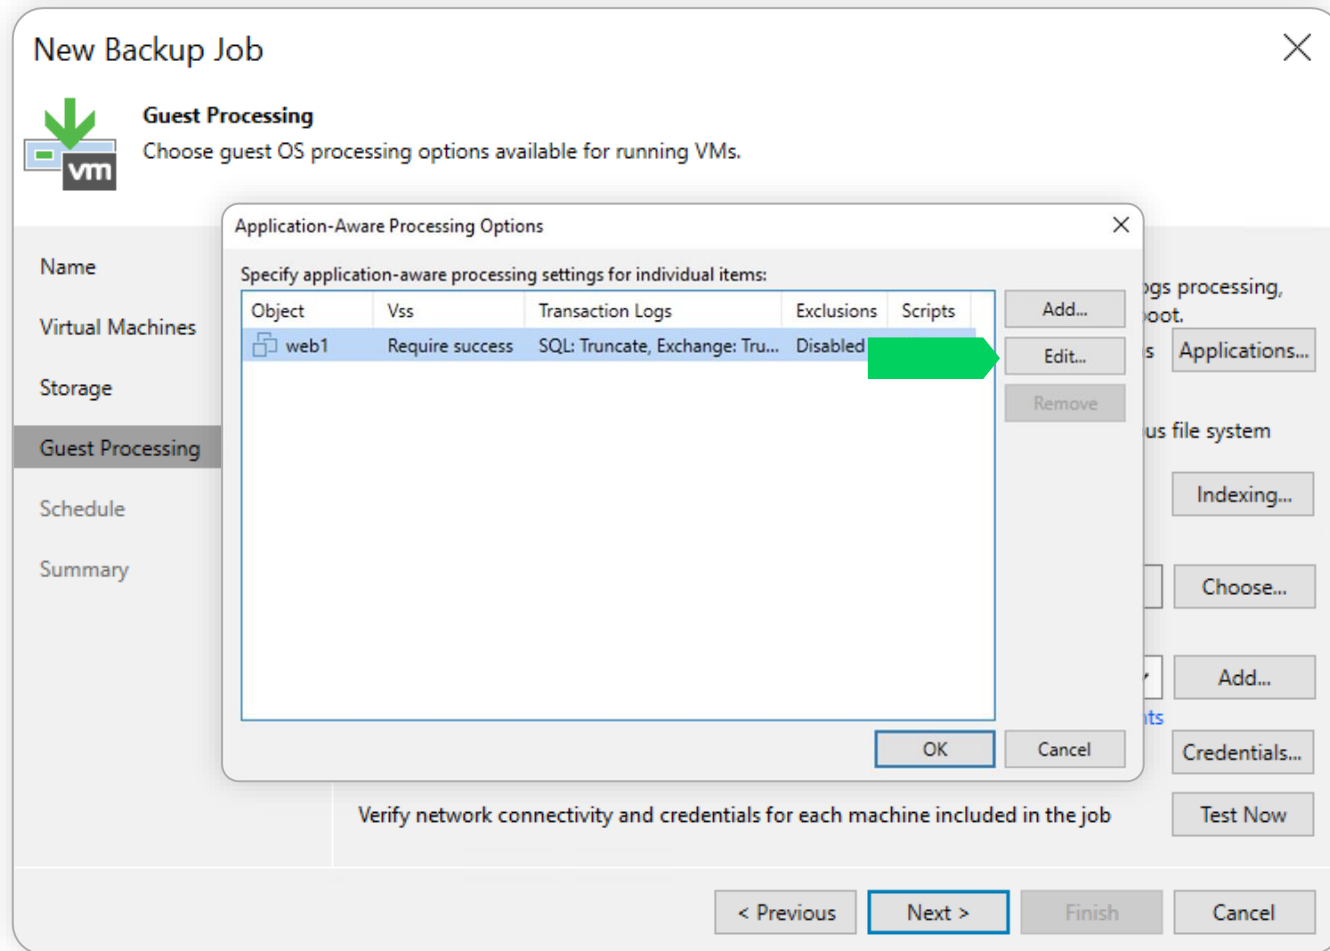 New Backup Job
Guest Processing
Choose guest OS processing options available for running VMs.
vm
Name
Virtual Machines
Storage
Guest Processing
Schedule
Summary
Application-Aware Processing Options
Specify application-aware processing settings for individual items:
Object Vss Transaction Logs Exclusions Scripts
web1 Require success SQL: Truncate, Exchange: Tru... Disabled
Add...
Edit...
Remove
OK Cancel
processing,
Applications...
file system
Indexing...
Choose...
Add...
Credentials...
Verify network connectivity and credentials for each machine included in the job Test Now
< Previous Next > Finish Cancel